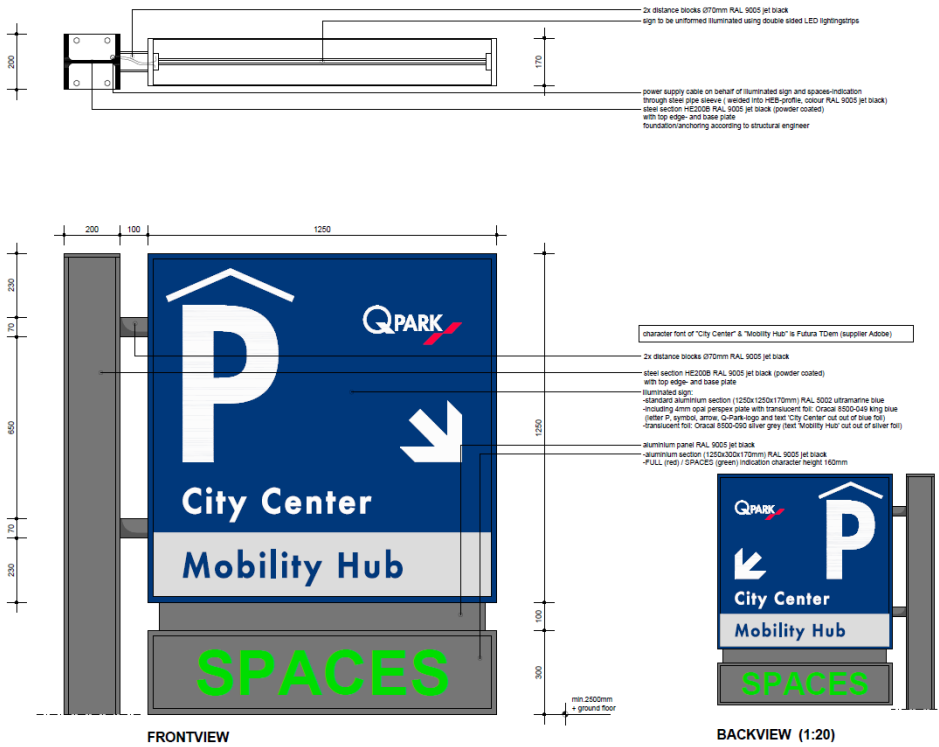 2x distance blocks Ø70mm RAL 9005 jet black
sign to be uniformed illuminated using double sided LED lightingstrips
200
170
power supply cable on behalf of illuminated sign and spaces-indication
through steel pipe sleeve ( welded into HEB-profile, colour RAL 9005 jet black)
steel section HE200B RAL 9005 jet black (powder coated)
with top edge- and base plate
foundation/anchoring according to structural engineer
200
100
1250
230
70
650
70
230
QPARK
City Center
Mobility Hub
SPACES
1250
100
300
min.2500mm
+ ground floor
character font of "City Center" & "Mobility Hub" is Futura TDem (supplier Adobe)
2x distance blocks Ø70mm RAL 9005 jet black
steel section HE200B RAL 9005 jet black (powder coated)
with top edge- and base plate
illuminated sign:
-standard aluminium section (1250x1250x170mm) RAL 5002 ultramarine blue
-including 4mm opal perspex plate with translucent foil: Oracal 8500-049 king blue
(letter P, symbol, arrow, Q-Park-logo and text 'City Center' cut out of blue foil)
-translucent foil: Oracal 8500-090 silver grey (text 'Mobility Hub' cut out of silver foil)
aluminium panel RAL 9005 jet black
-aluminium section (1250x300x170mm) RAL 9005 jet black
-FULL (red) / SPACES (green) indication character height 160mm
P
QPARK
P
City Center
Mobility Hub
SPACES
FRONTVIEW
BACKVIEW (1:20)